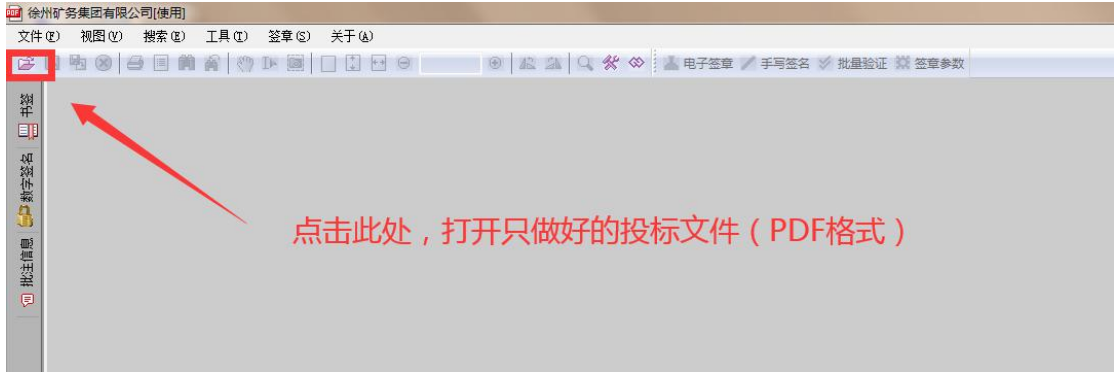 徐州矿务集团有限公司[使用]
文件(F) 视图(V) 搜索(E) 工具(T) 签章(S) 关于(A)
电子签章 手写签名 批量验证 签章参数
书签
数字签名
批注信息
点击此处，打开只做好的投标文件（PDF格式）